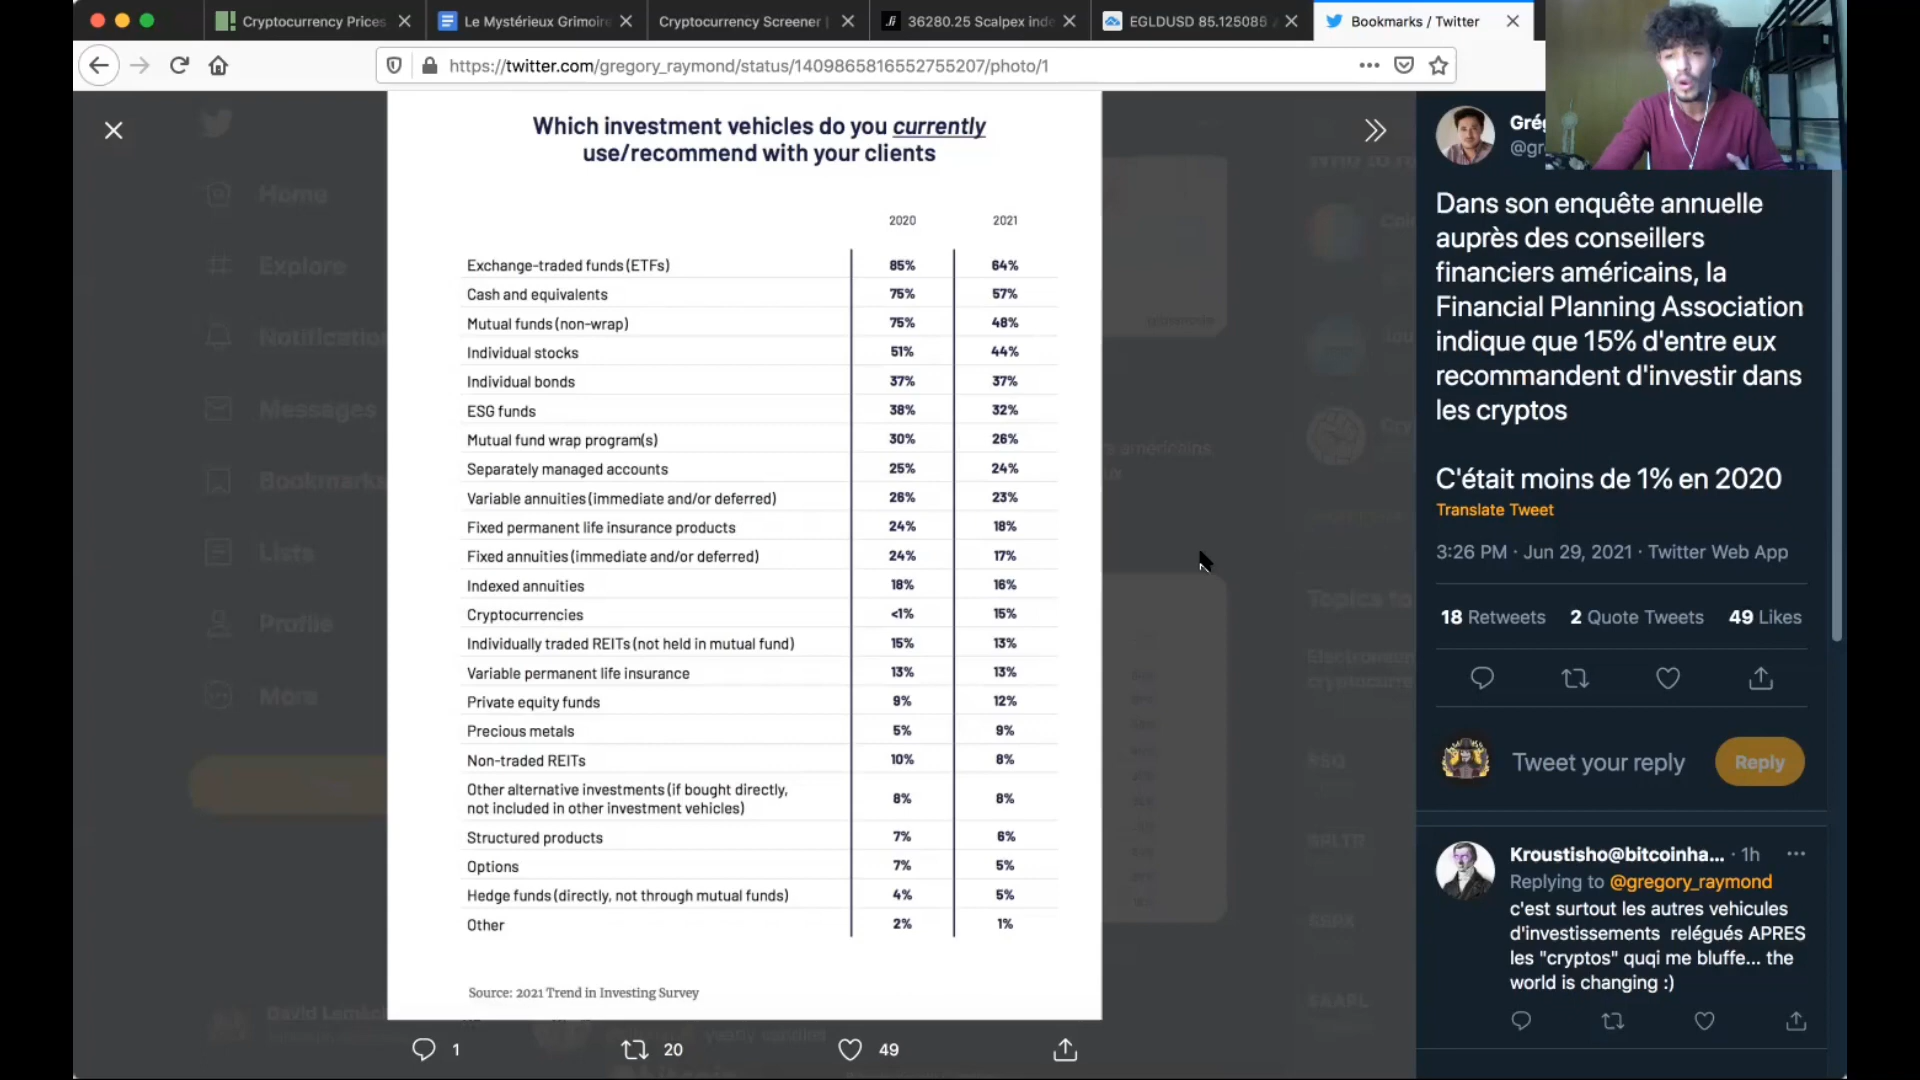 Cryptocurrency Prices
Le Mystérieux Grimoire
Cryptocurrency Screener
36280.25 Scalpex inde
EGLDUSD 85.125085
Bookmarks / Twitter
https://twitter.com/gregory_raymond/status/1409865816552755207/photo/1
Home
Explore
Notification
Messages
Bookmarks
Lists
Profile
More
Which investment vehicles do you currently
use/recommend with your clients
2020 2021
Exchange-traded funds (ETFs) 85% 64%
Cash and equivalents 75% 57%
Mutual funds (non-wrap) 75% 48%
Individual stocks 51% 44%
Individual bonds 37% 37%
ESG funds 38% 32%
Mutual fund wrap program(s) 30% 26%
Separately managed accounts 25% 24%
Variable annuities (immediate and/or deferred) 26% 23%
Fixed permanent life insurance products 24% 18%
Fixed annuities (immediate and/or deferred) 24% 17%
Indexed annuities 18% 16%
Cryptocurrencies <1% 15%
Individually traded REITs (not held in mutual fund) 15% 13%
Variable permanent life insurance 13% 13%
Private equity funds 9% 12%
Precious metals 5% 9%
Non-traded REITs 10% 8%
Other alternative investments (if bought directly,
not included in other investment vehicles) 8% 8%
Structured products 7% 6%
Options 7% 5%
Hedge funds (directly, not through mutual funds) 4% 5%
Other 2% 1%
Source: 2021 Trend in Investing Survey
1 20 49
Gré
@gr
Dans son enquête annuelle
auprès des conseillers
financiers américains, la
Financial Planning Association
indique que 15% d'entre eux
recommandent d'investir dans
les cryptos
C'était moins de 1% en 2020
Translate Tweet
3:26 PM · Jun 29, 2021 · Twitter Web App
18 Retweets 2 Quote Tweets 49 Likes
Tweet your reply
Reply
Kroustisho@bitcoinha... · 1h
Replying to @gregory_raymond
c'est surtout les autres vehicules
d'investissements relégués APRES
les "cryptos" quqi me bluffe... the
world is changing :)